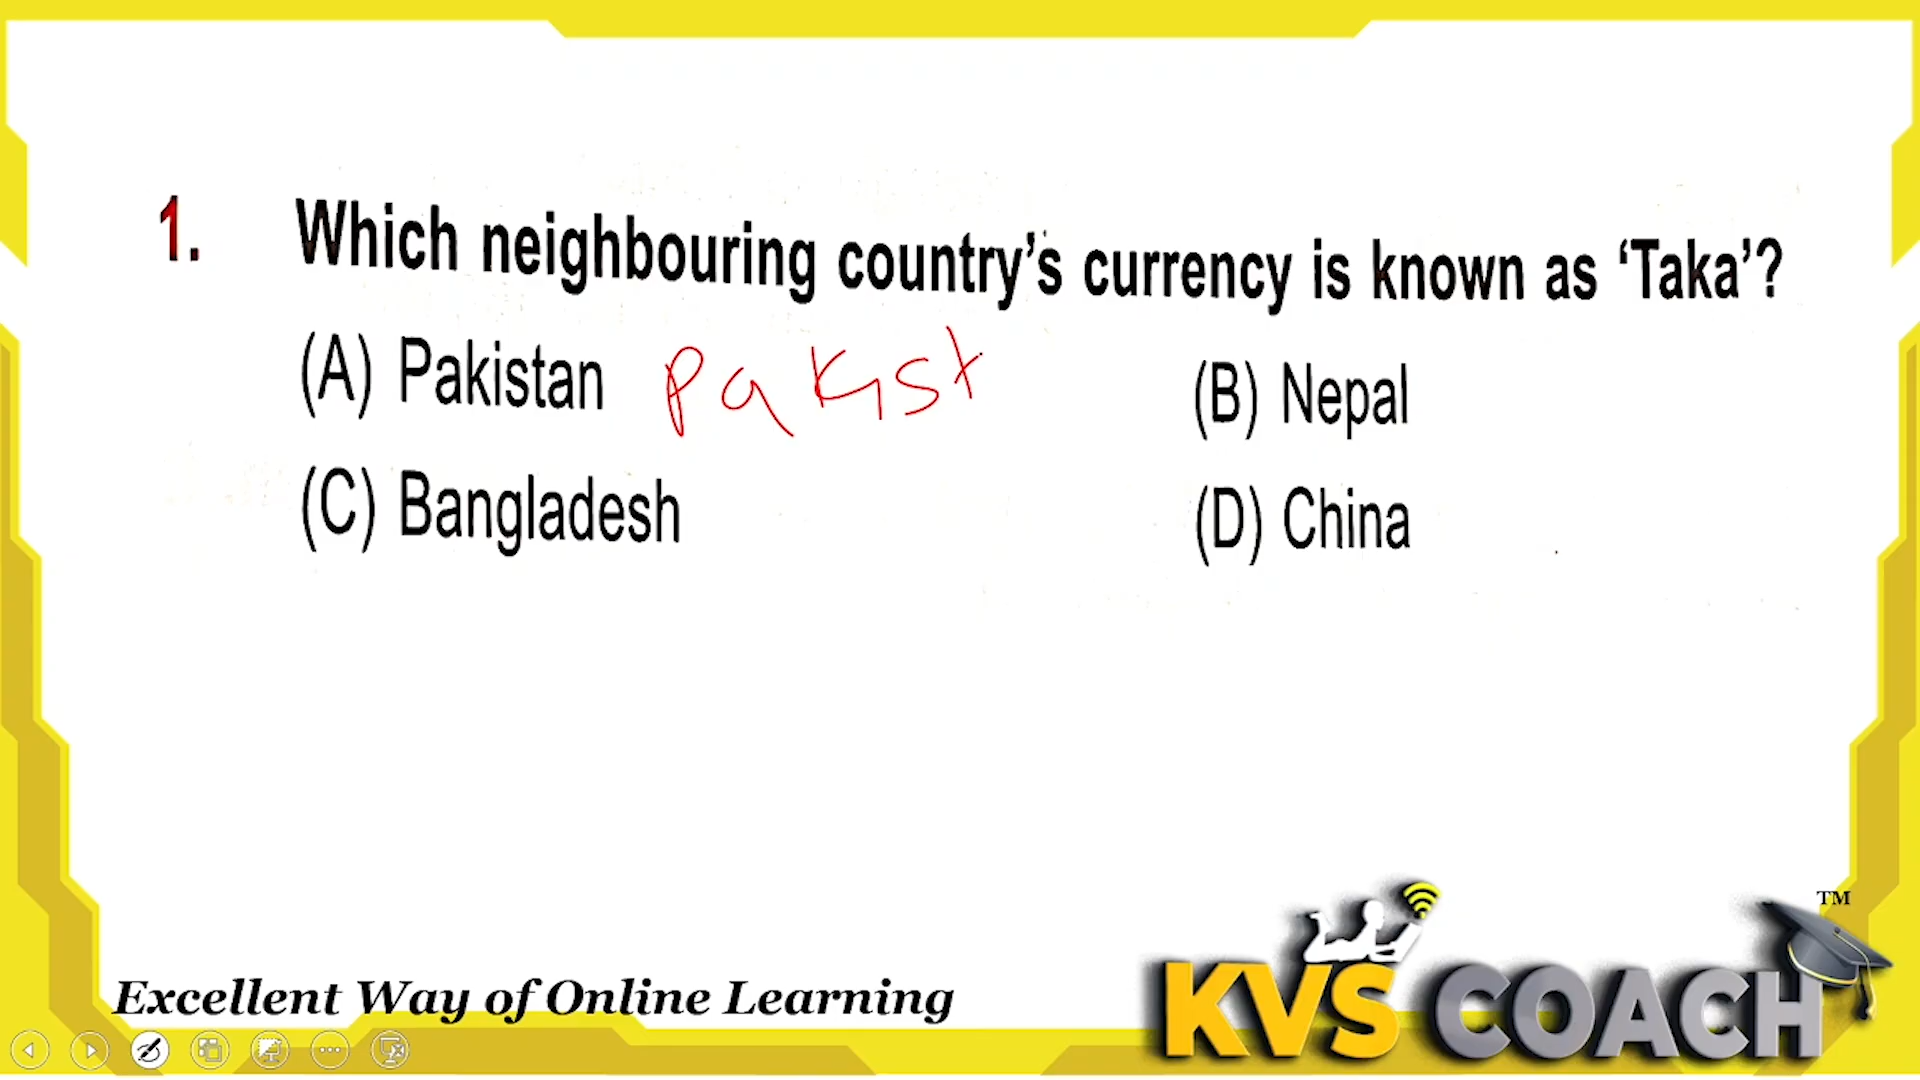 1. Which neighbouring country's currency is known as 'Taka'?
(A) Pakistan Pakist (B) Nepal
(C) Bangladesh (D) China
Excellent Way of Online Learning
KVS COACH TM